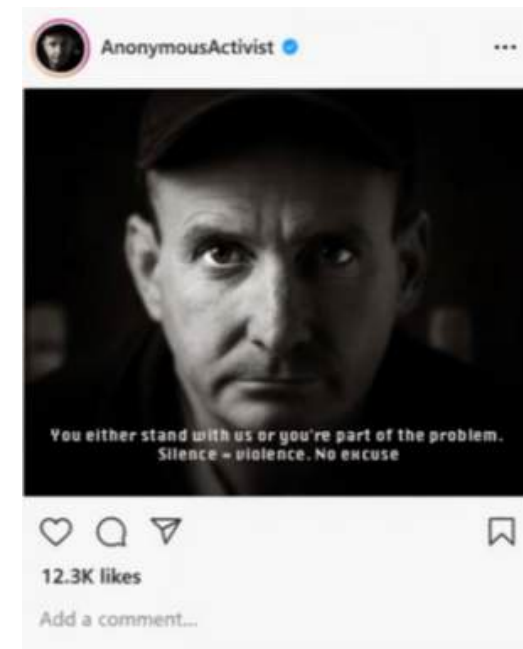 AnonymousActivist
You either stand with us or you're part of the problem.
Silence = violence. No excuse
12.3K likes
Add a comment...